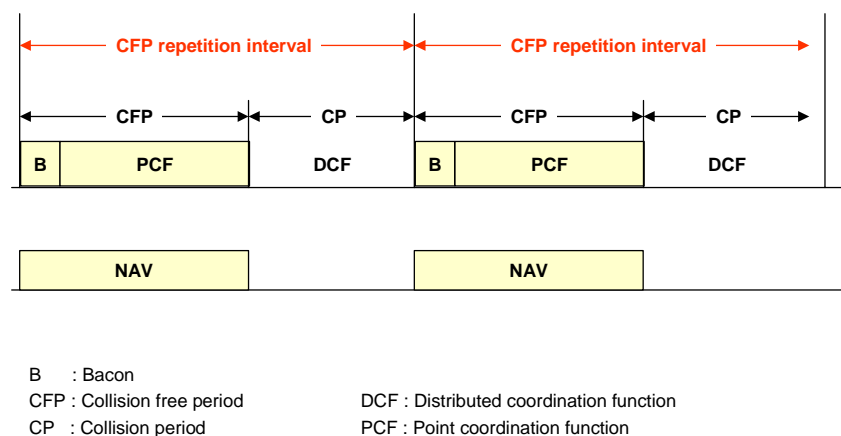 CFP repetition interval CFP repetition interval
CFP CP CFP CP
B PCF DCF B PCF DCF
NAV NAV
B : Bacon
CFP : Collision free period DCF : Distributed coordination function
CP : Collision period PCF : Point coordination function